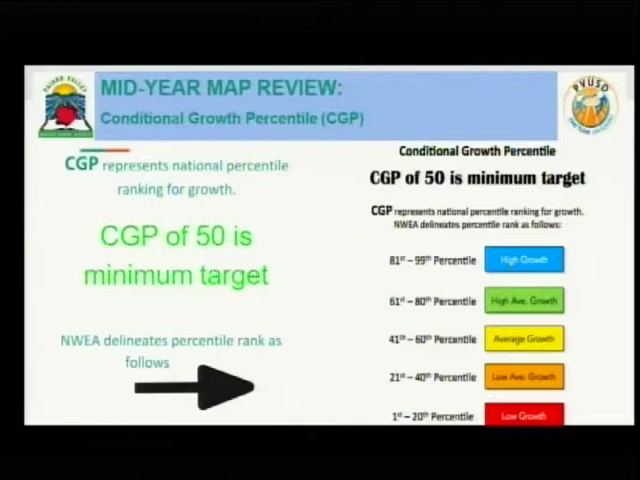 MID-YEAR MAP REVIEW:
Conditional Growth Percentile (CGP)
PVUSD
CGP represents national percentile
ranking for growth.
CGP of 50 is
minimum target
NWEA delineates percentile rank as
follows
Conditional Growth Percentile
CGP of 50 is minimum target
CGP represents national percentile ranking for growth.
NWEA delineates percentile rank as follows:
81st – 99th Percentile High Growth
61st – 80th Percentile High Ave. Growth
41st – 60th Percentile Average Growth
21st – 40th Percentile Low Ave. Growth
1st – 20th Percentile Low Growth